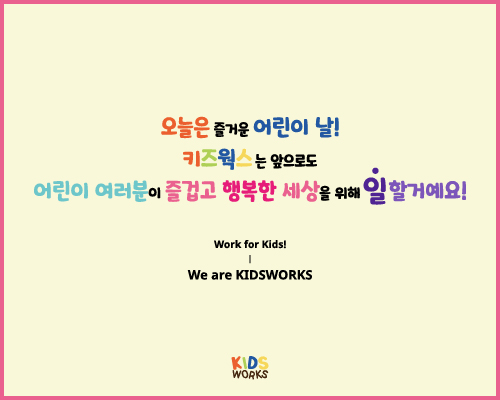 오늘은 즐거운 어린이 날!
키즈웍스는 앞으로도
어린이 여러분이 즐겁고 행복한 세상을 위해 일할거예요!
Work for Kids!
|
We are KIDSWORKS
KIDS
WORKS